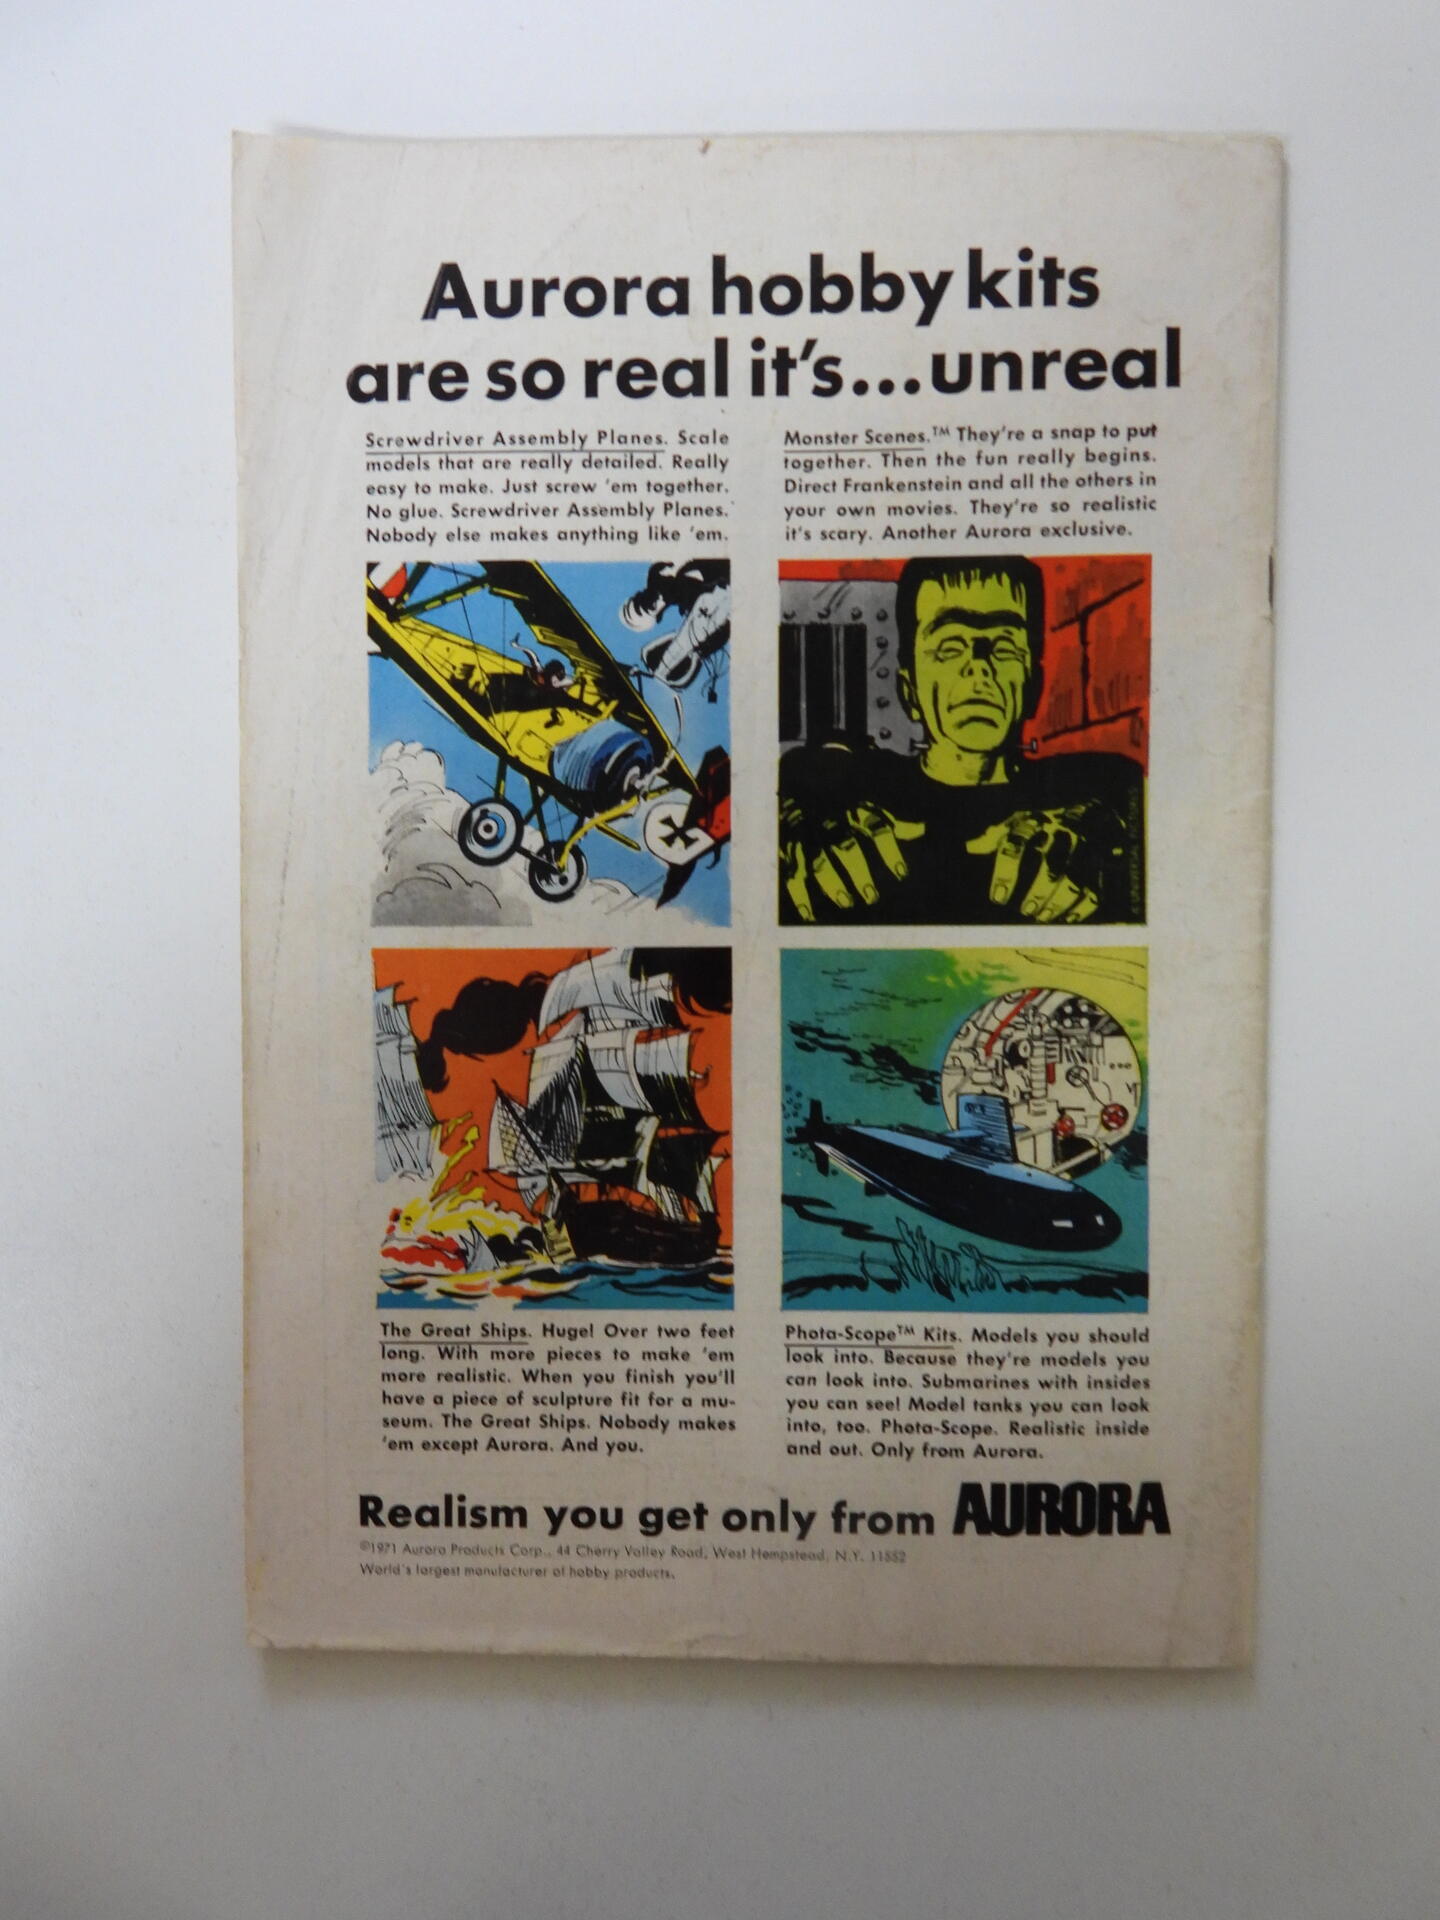 Aurora hobby kits
are so real it's...unreal
Screwdriver Assembly Planes. Scale
models that are really detailed. Really
easy to make. Just screw 'em together.
No glue. Screwdriver Assembly Planes.
Nobody else makes anything like 'em.
Monster Scenes.™ They're a snap to put
together. Then the fun really begins.
Direct Frankenstein and all the others in
your own movies. They're so realistic
it's scary. Another Aurora exclusive.
The Great Ships. Huge! Over two feet
long. With more pieces to make 'em
more realistic. When you finish you'll
have a piece of sculpture fit for a mu-
seum. The Great Ships. Nobody makes
'em except Aurora. And you.
Phota-Scope™ Kits. Models you should
look into. Because they're models you
can look into. Submarines with insides
you can see! Model tanks you can look
into, too. Phota-Scope. Realistic inside
and out. Only from Aurora.
Realism you get only from AURORA
©1971 Aurora Products Corp., 44 Cherry Valley Road, West Hempstead, N.Y. 11552
World's largest manufacturer of hobby products.